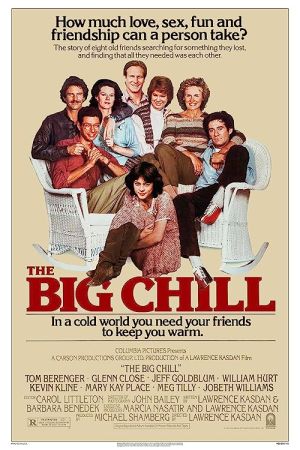 How much love, sex, fun and
friendship can a person take?
The story of eight old friends searching for something they lost,
and finding that all they needed was each other.
THE
BIG CHILL
In a cold world you need your friends
to keep you warm.
COLUMBIA PICTURES Presents
A CARSON PRODUCTIONS GROUP, LTD. PRODUCTION of A LAWRENCE KASDAN Film
"THE BIG CHILL"
TOM BERENGER · GLENN CLOSE · JEFF GOLDBLUM · WILLIAM HURT
KEVIN KLINE · MARY KAY PLACE · MEG TILLY · JOBETH WILLIAMS
CAROL LITTLETON JOHN BAILEY LAWRENCE KASDAN &
BARBARA BENEDEK MARCIA NASATIR AND LAWRENCE KASDAN
MICHAEL SHAMBERG LAWRENCE KASDAN
R RESTRICTED